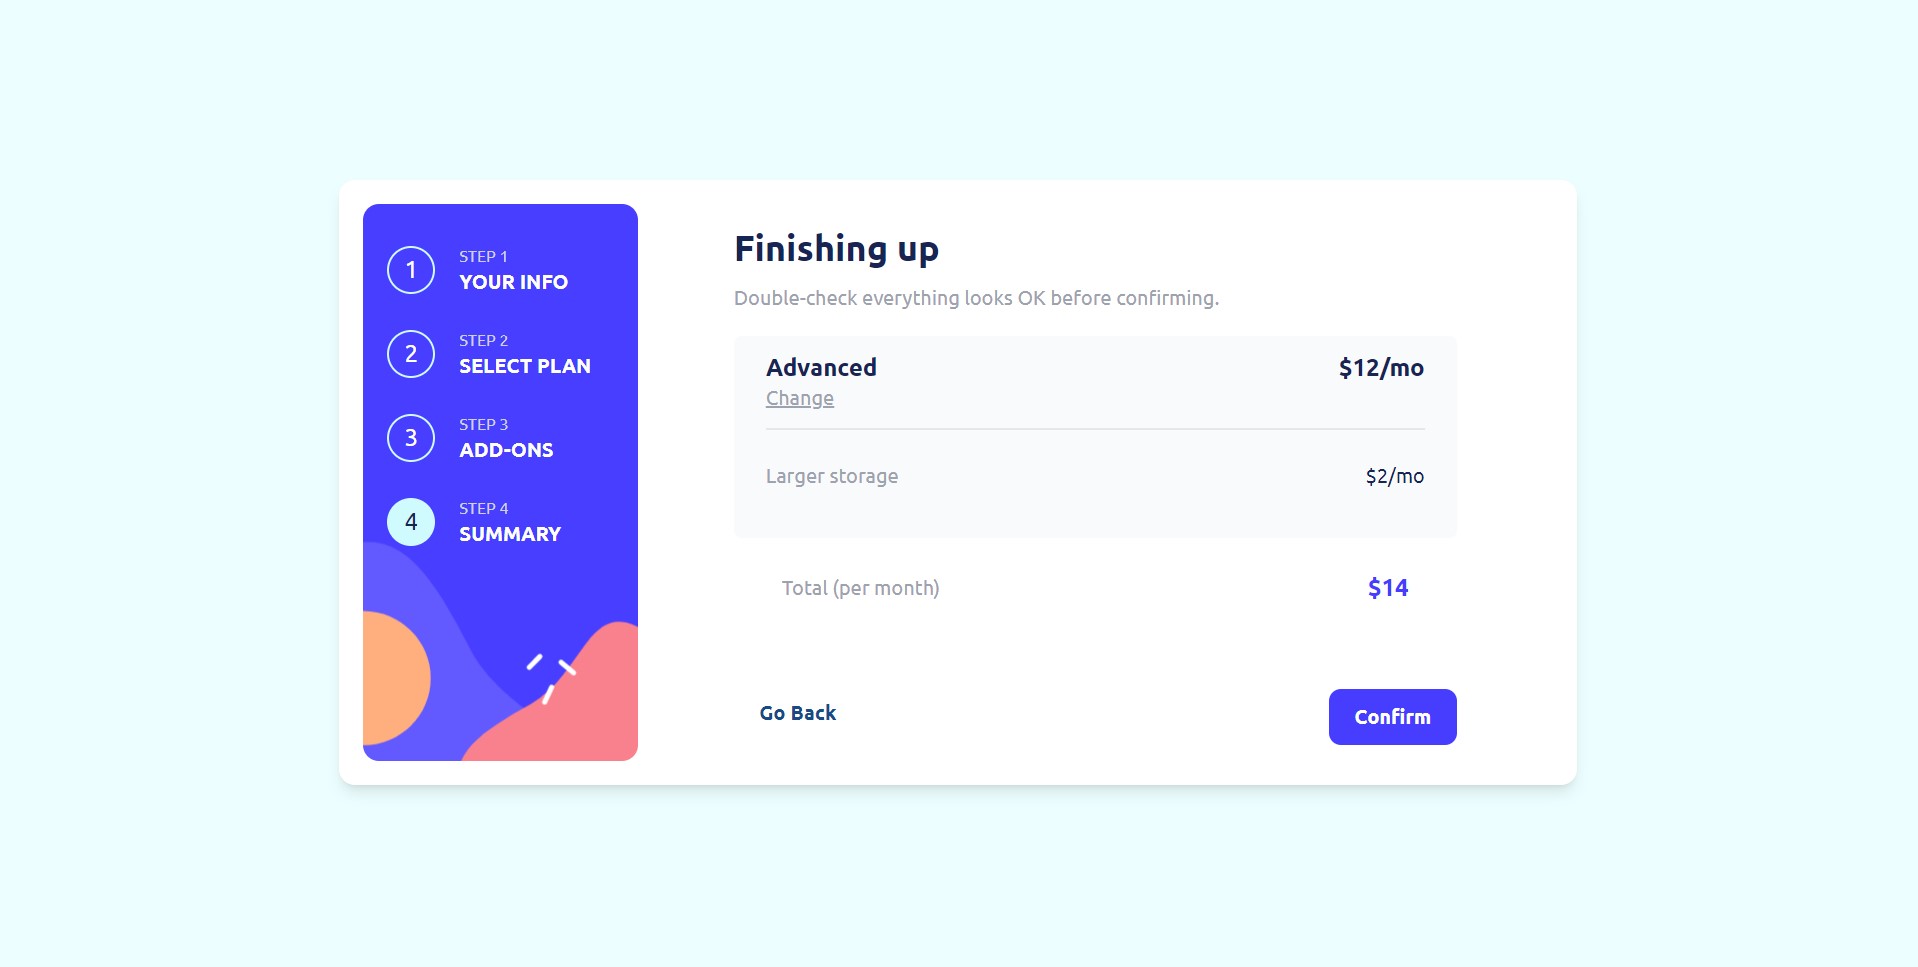 1
STEP 1
YOUR INFO
2
STEP 2
SELECT PLAN
3
STEP 3
ADD-ONS
4
STEP 4
SUMMARY
Finishing up
Double-check everything looks OK before confirming.
Advanced $12/mo
Change
Larger storage $2/mo
Total (per month) $14
Go Back Confirm